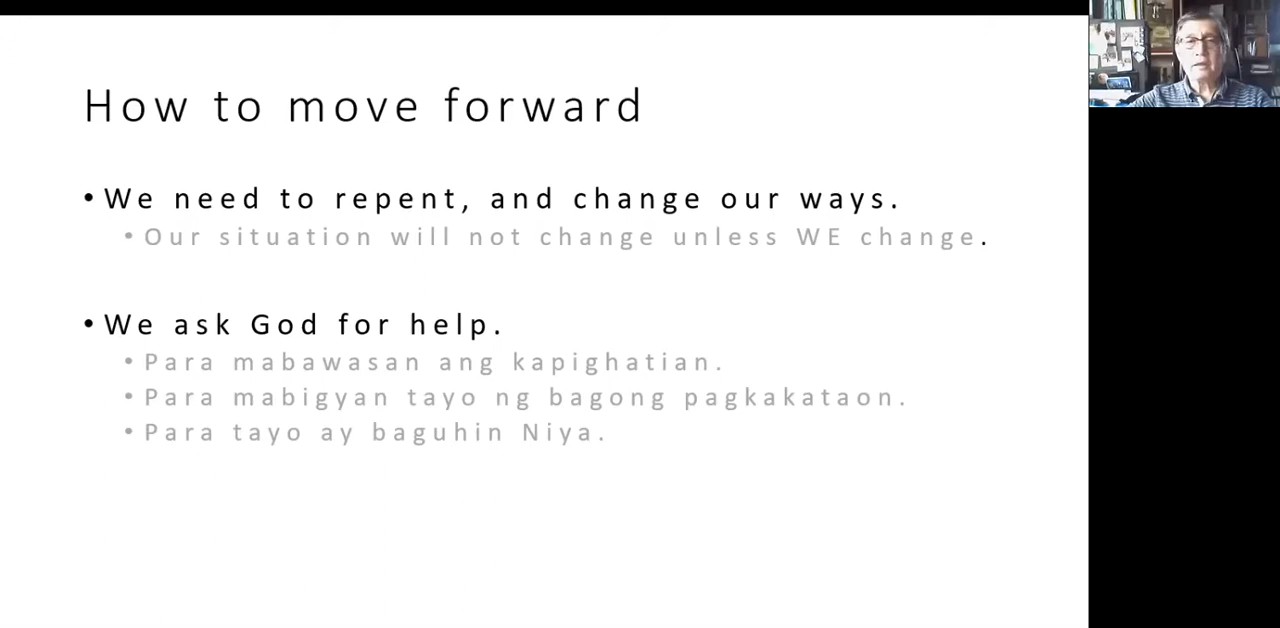 How to move forward
• We need to repent, and change our ways.
• Our situation will not change unless WE change.
• We ask God for help.
• Para mabawasan ang kapighatian.
• Para mabigyan tayo ng bagong pagkakataon.
• Para tayo ay baguhin Niya.